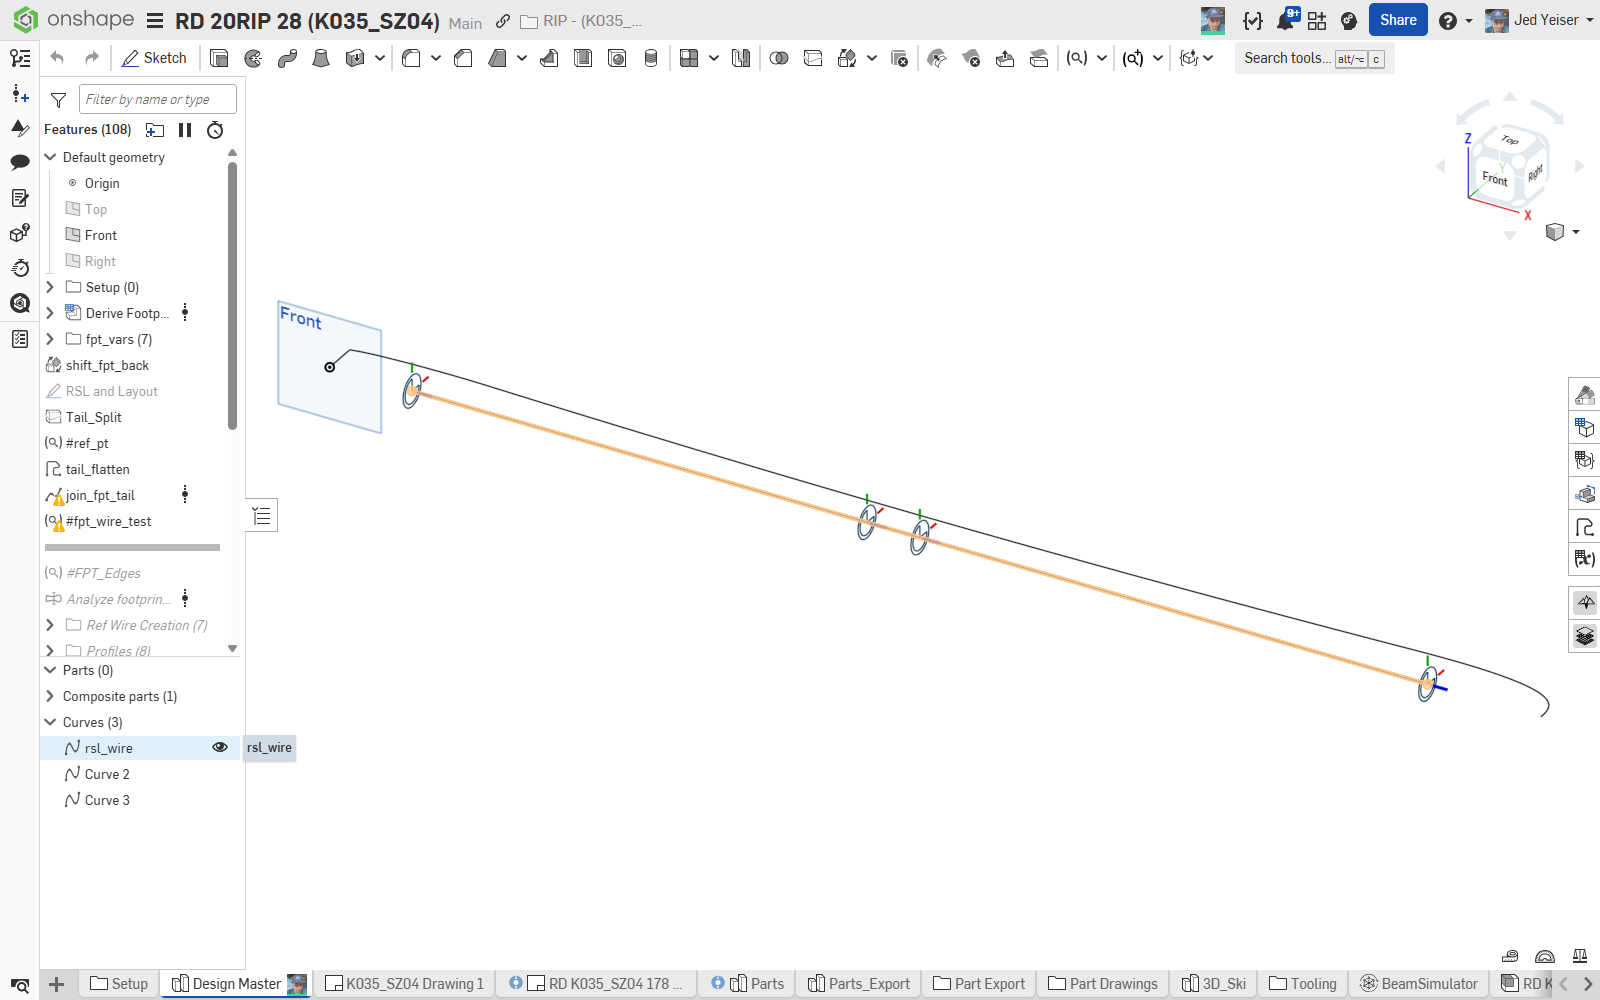 onshape
RD 20RIP 28 (K035_SZ04)
Main
RIP - (K035_...
9+
Share
Jed Yeiser
Sketch
Search tools...
alt/⌥
c
Filter by name or type
Features (108)
Default geometry
Origin
Top
Front
Right
Setup (0)
Derive Footp...
fpt_vars (7)
shift_fpt_back
RSL and Layout
Tail_Split
#ref_pt
tail_flatten
join_fpt_tail
#fpt_wire_test
#FPT_Edges
Analyze footprin...
Ref Wire Creation (7)
Profiles (8)
Parts (0)
Composite parts (1)
Curves (3)
rsl_wire
rsl_wire
Curve 2
Curve 3
Front
Z
Top
Y
Front
Right
X
Setup
Design Master
K035_SZ04 Drawing 1
RD K035_SZ04 178 ...
Parts
Parts_Export
Part Export
Part Drawings
3D_Ski
Tooling
BeamSimulator
RD K